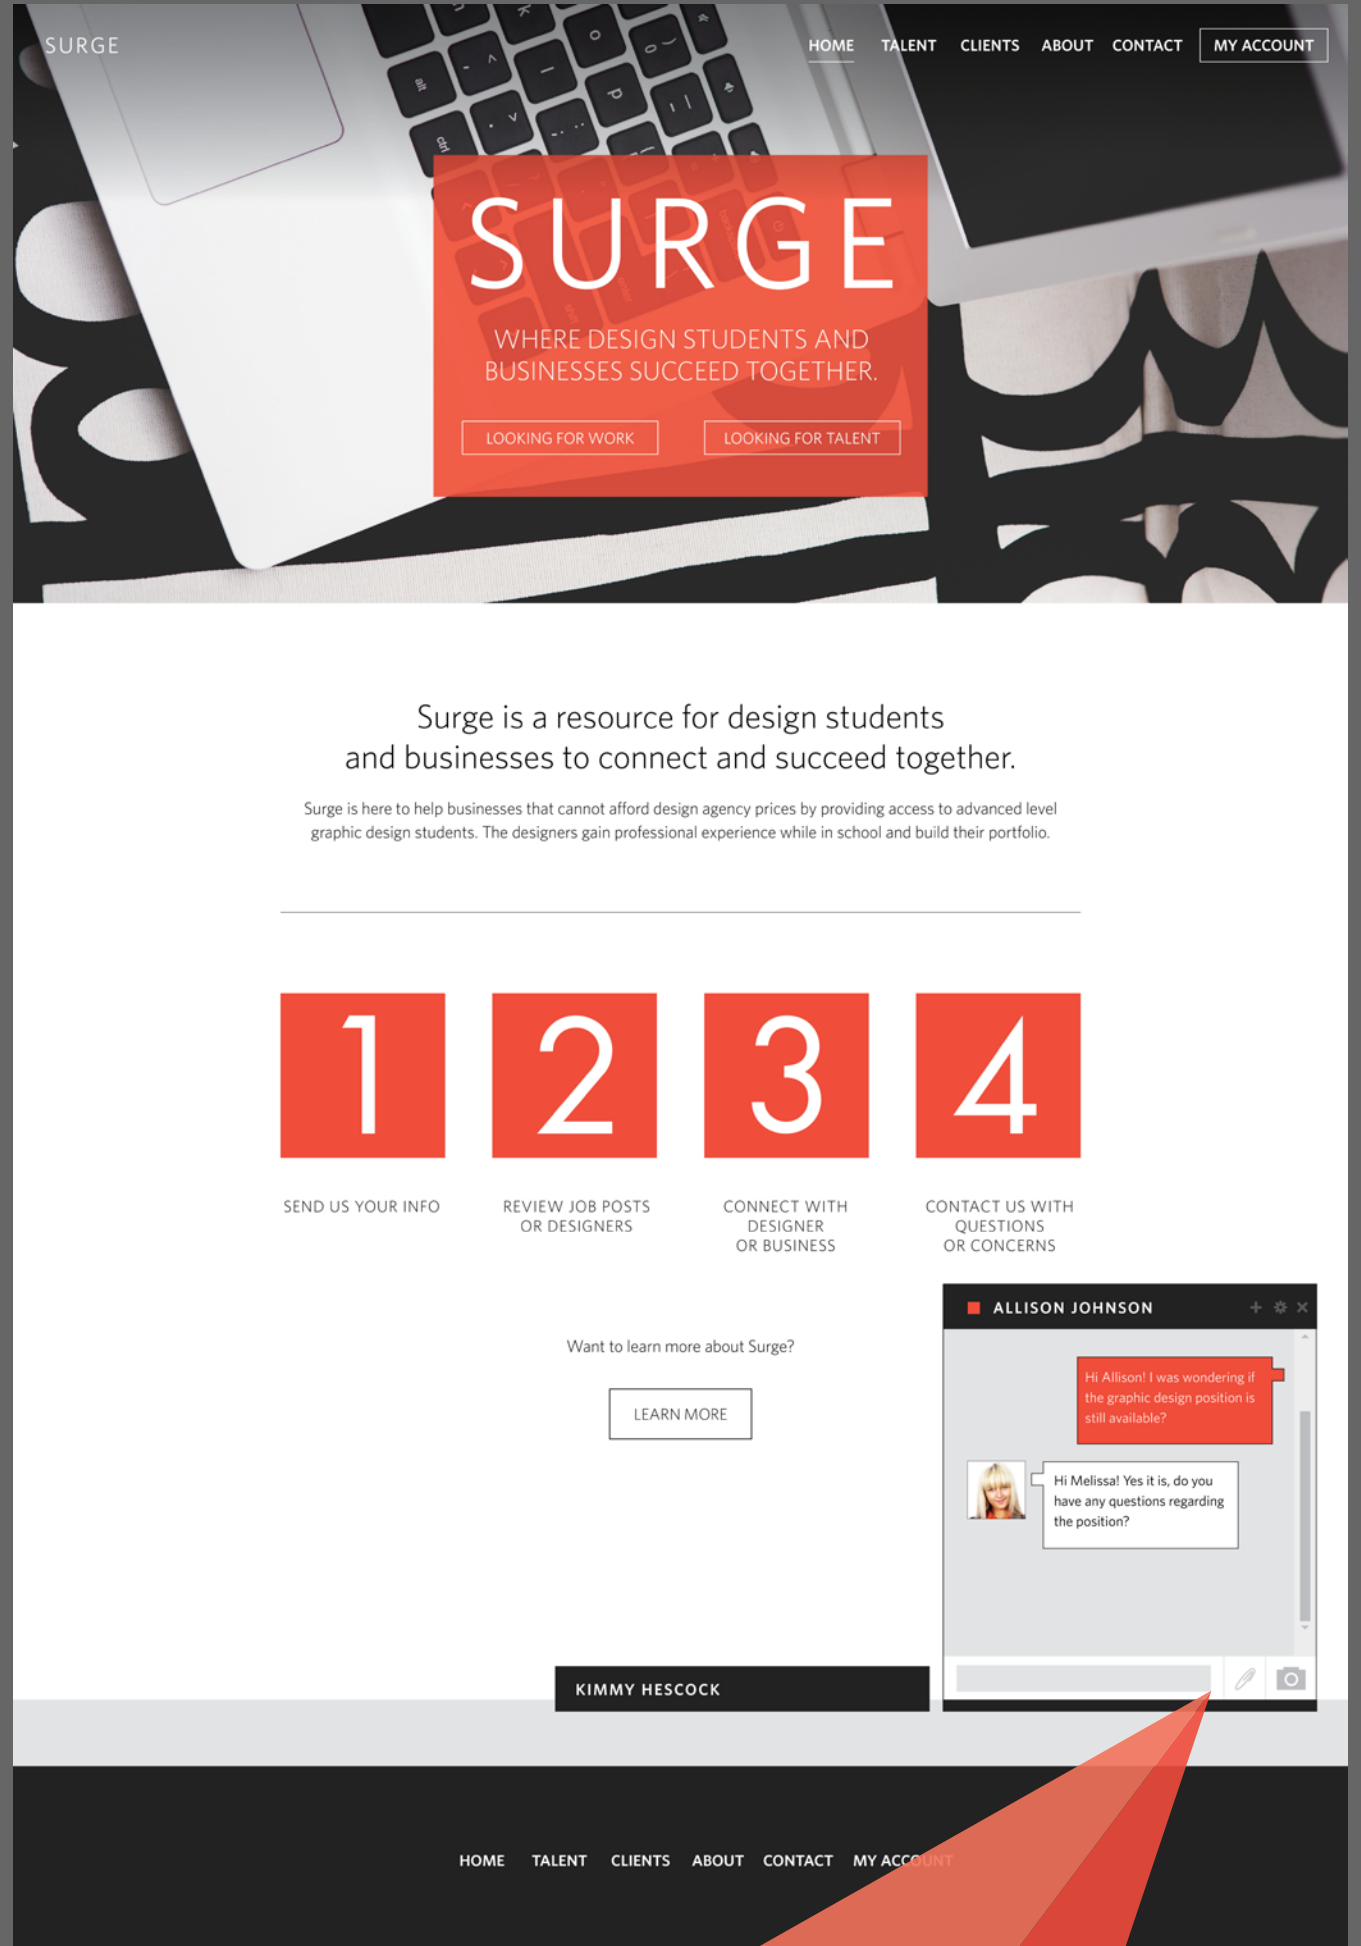 SURGE
HOME TALENT CLIENTS ABOUT CONTACT MY ACCOUNT
alt
ctrl
SURGE
WHERE DESIGN STUDENTS AND
BUSINESSES SUCCEED TOGETHER.
LOOKING FOR WORK LOOKING FOR TALENT
Surge is a resource for design students
and businesses to connect and succeed together.
Surge is here to help businesses that cannot afford design agency prices by providing access to advanced level
graphic design students. The designers gain professional experience while in school and build their portfolio.
1 2 3 4
SEND US YOUR INFO
REVIEW JOB POSTS
OR DESIGNERS
CONNECT WITH
DESIGNER
OR BUSINESS
CONTACT US WITH
QUESTIONS
OR CONCERNS
Want to learn more about Surge?
LEARN MORE
ALLISON JOHNSON
Hi Allison! I was wondering if
the graphic design position is
still available?
Hi Melissa! Yes it is, do you
have any questions regarding
the position?
KIMMY HESCOCK
HOME TALENT CLIENTS ABOUT CONTACT MY ACCOUNT